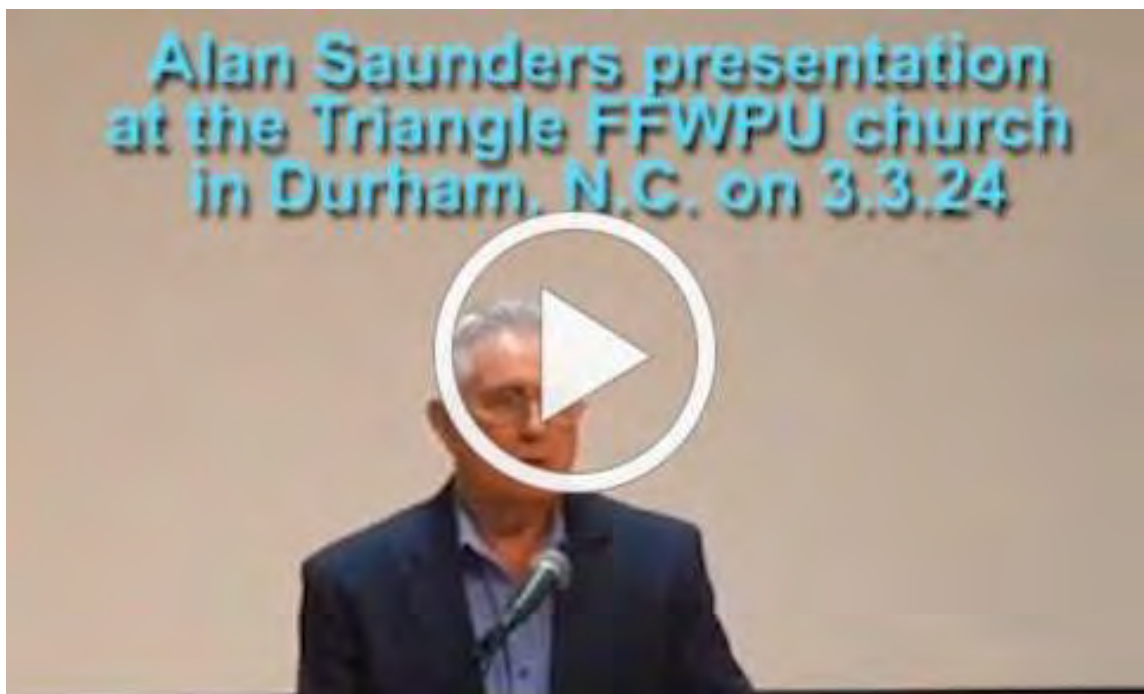 Alan Saunders presentation
at the Triangle FFWPU church
in Durham, N.C. on 3.3.24